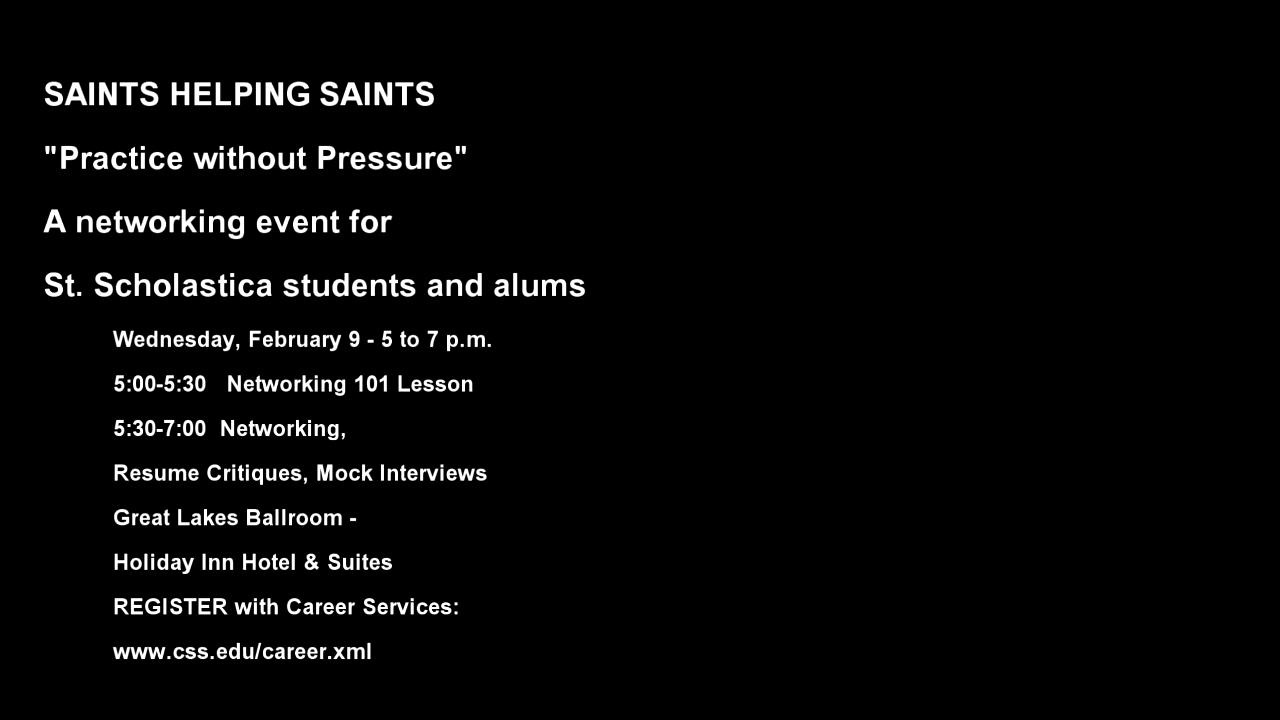 SAINTS HELPING SAINTS
"Practice without Pressure"
A networking event for
St. Scholastica students and alums
Wednesday, February 9 - 5 to 7 p.m.
5:00-5:30   Networking 101 Lesson
5:30-7:00  Networking,
Resume Critiques, Mock Interviews
Great Lakes Ballroom -
Holiday Inn Hotel & Suites
REGISTER with Career Services:
www.css.edu/career.xml